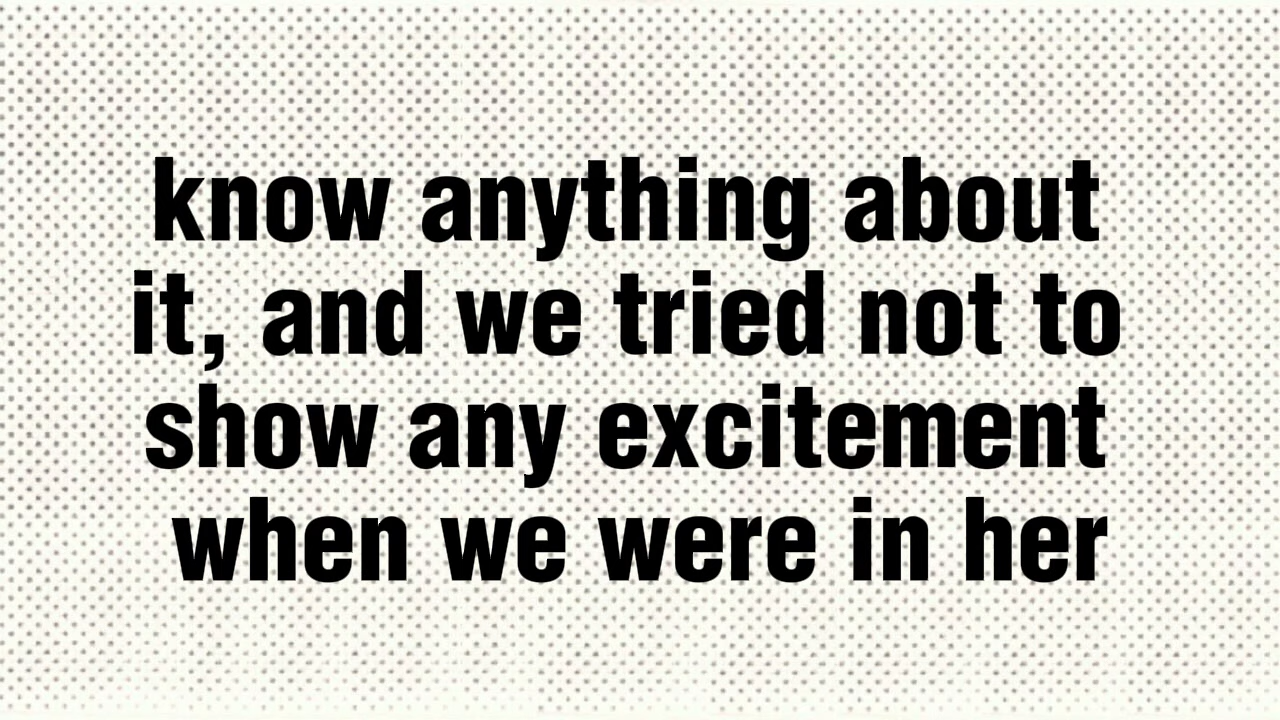 know anything about
it, and we tried not to
show any excitement
when we were in her